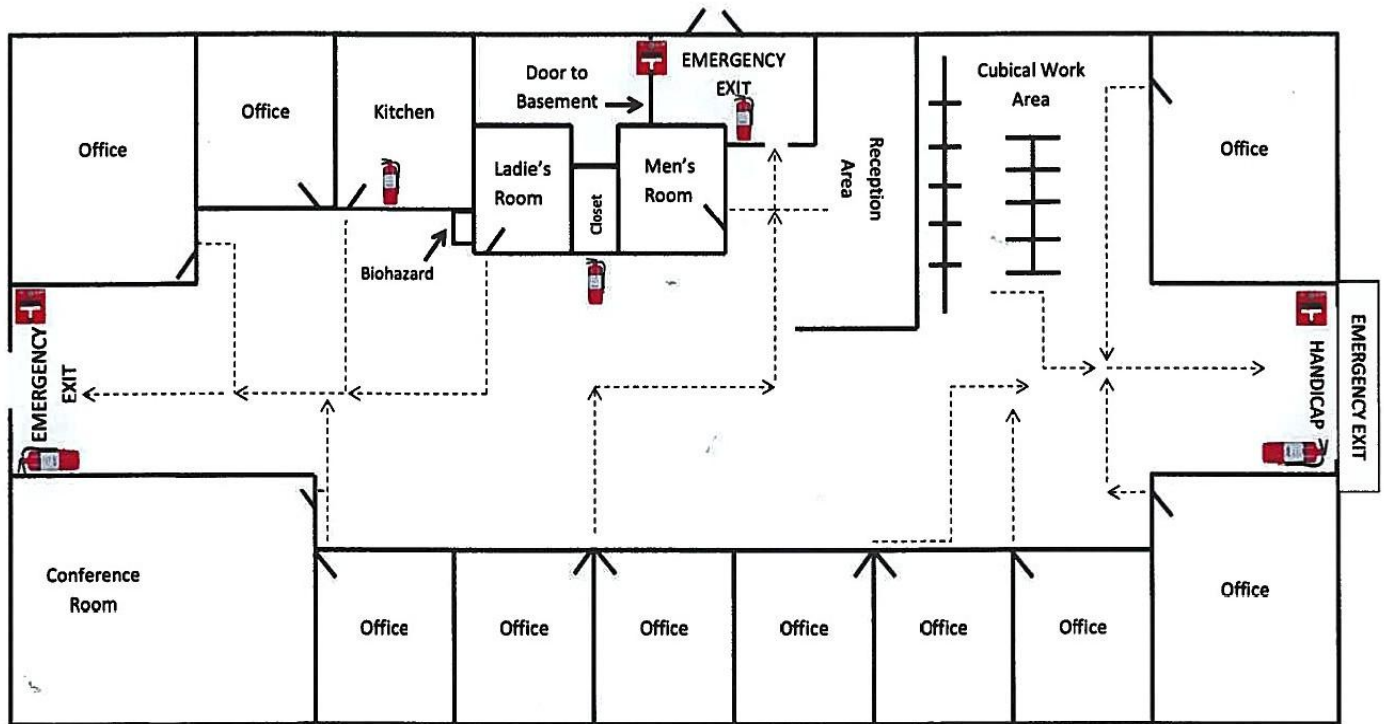 EMERGENCY
EXIT
Door to
Basement
Cubical Work
Area
Office
Office
Kitchen
Office
Ladie's
Room
Closet
Men's
Room
Reception
Area
Biohazard
EMERGENCY
EXIT
HANDICAP
EMERGENCY EXIT
Conference
Room
Office
Office
Office
Office
Office
Office
Office